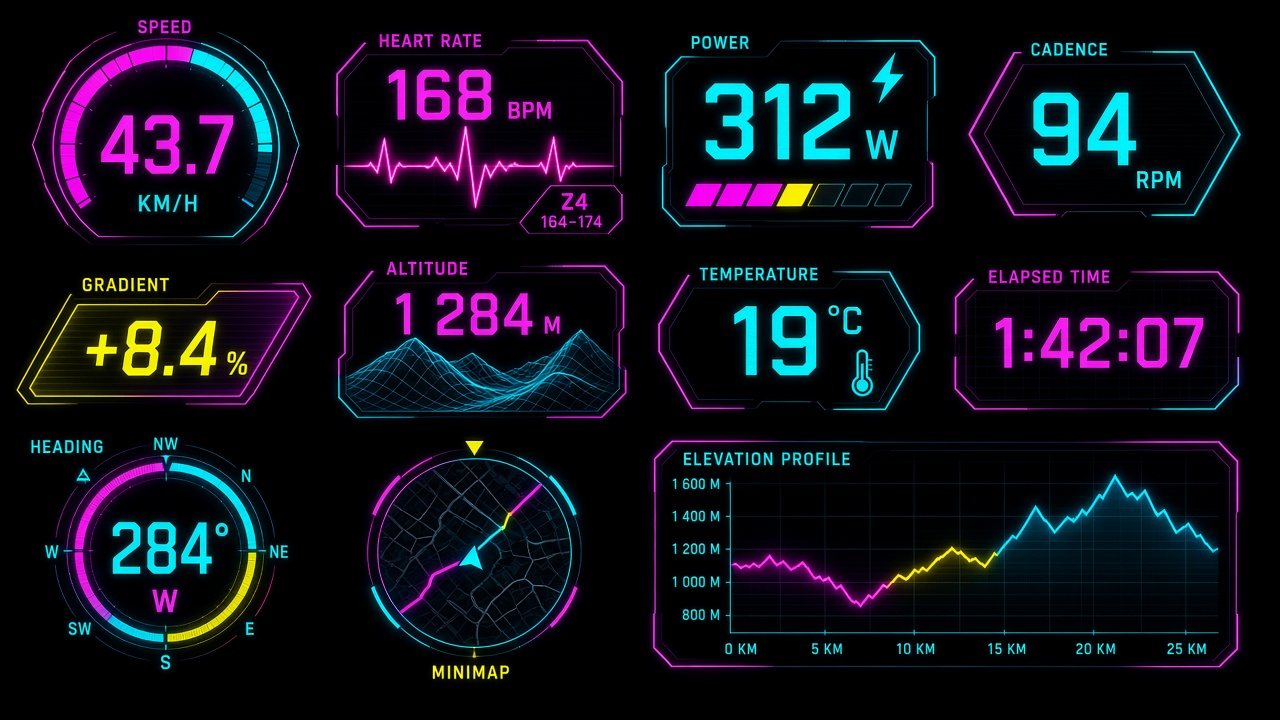 SPEED
43.7
KM/H
HEART RATE
168 BPM
Z4
164-174
POWER
312 W
CADENCE
94
RPM
GRADIENT
+8.4 %
ALTITUDE
1 284 M
TEMPERATURE
19 °C
ELAPSED TIME
1:42:07
HEADING
NW
N
W
NE
284°
W
SW
E
S
MINIMAP
ELEVATION PROFILE
1 600 M
1 400 M
1 200 M
1 000 M
800 M
0 KM 5 KM 10 KM 15 KM 20 KM 25 KM